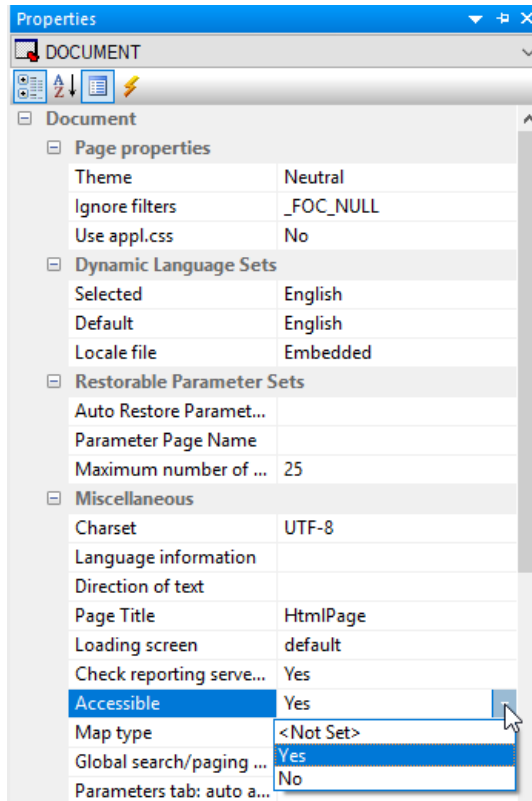 Properties
DOCUMENT
Document
Page properties
Theme Neutral
Ignore filters _FOC_NULL
Use appl.css No
Dynamic Language Sets
Selected English
Default English
Locale file Embedded
Restorable Parameter Sets
Auto Restore Paramet...
Parameter Page Name
Maximum number of ... 25
Miscellaneous
Charset UTF-8
Language information
Direction of text
Page Title HtmlPage
Loading screen default
Check reporting serve... Yes
Accessible Yes
Map type <Not Set>
Global search/paging ... Yes
No
Parameters tab: auto a...